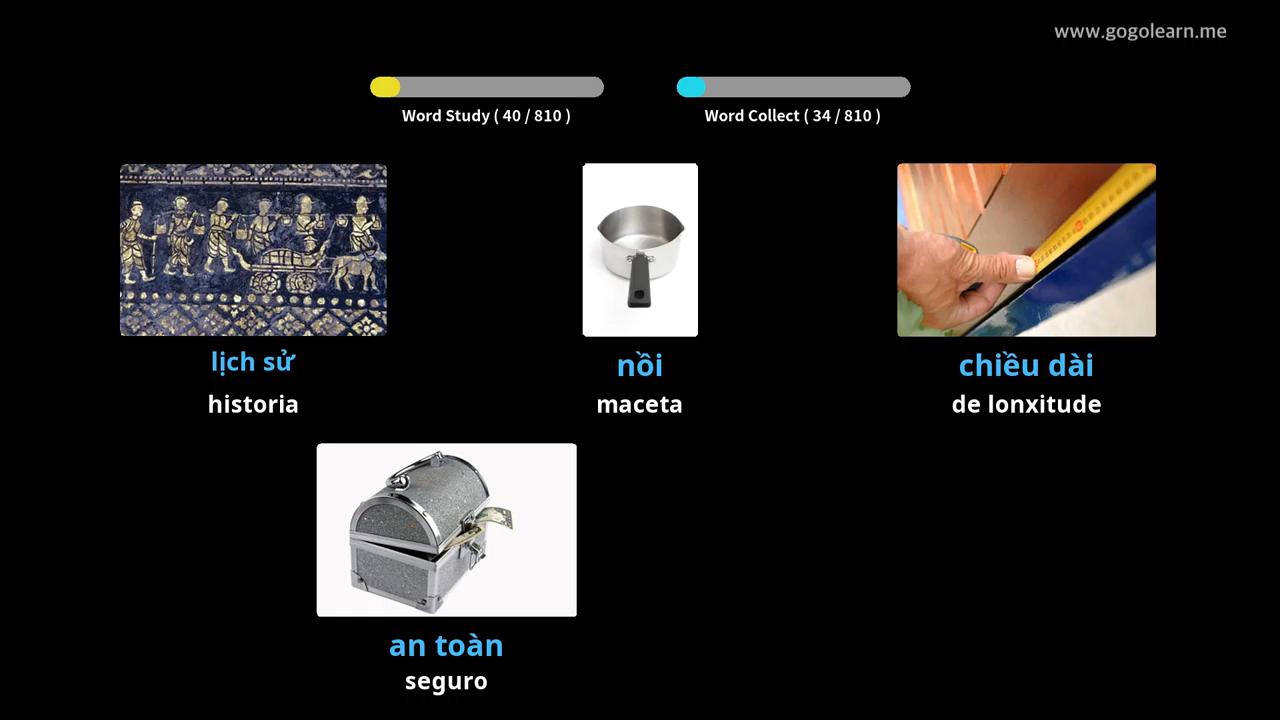 www.gogolearn.me
Word Study ( 40 / 810 )
Word Collect ( 34 / 810 )
lịch sử
historia
nồi
maceta
chiều dài
de lonxitude
an toàn
seguro